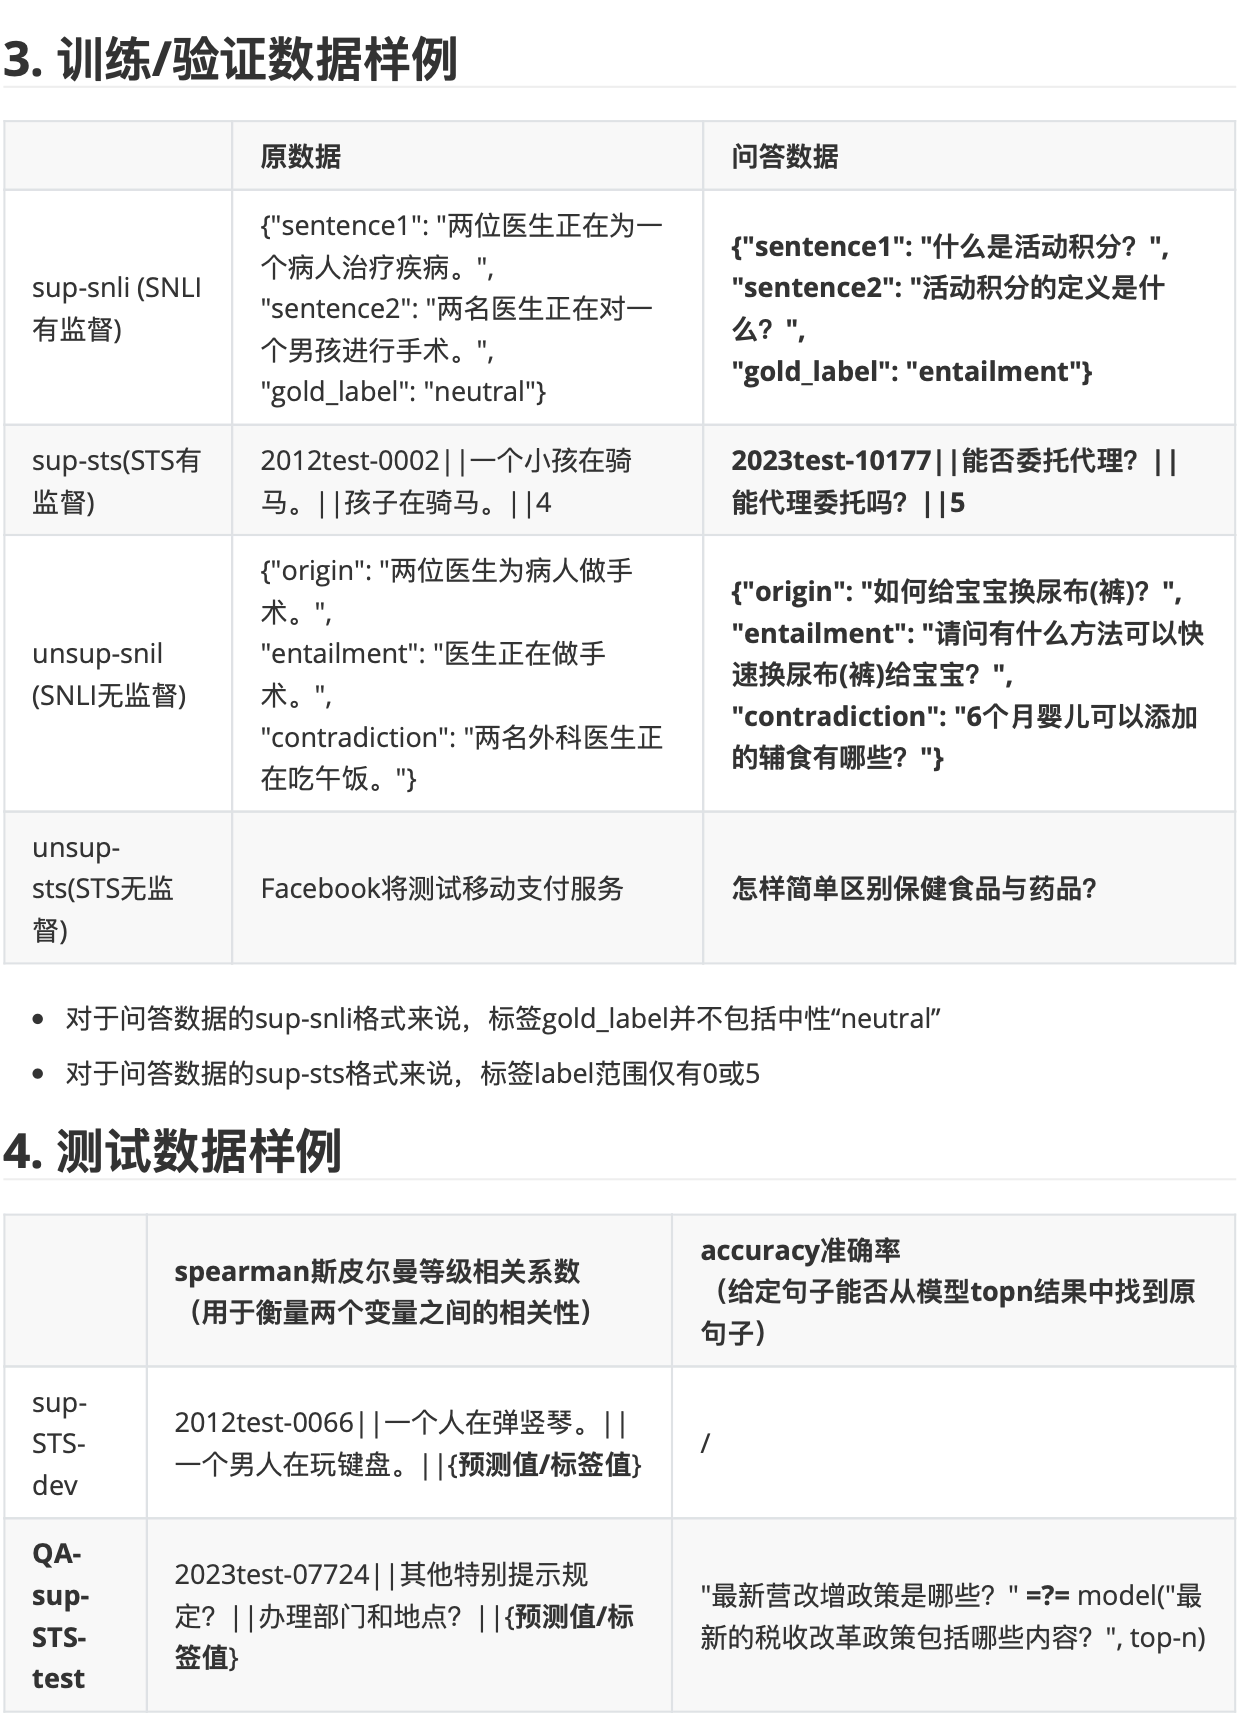 3. 训练/验证数据样例
原数据
问答数据
sup-snli (SNLI
有监督)
{"sentence1": "两位医生正在为一
个病人治疗疾病。",
"sentence2": "两名医生正在对一
个男孩进行手术。",
"gold_label": "neutral"}
{"sentence1": "什么是活动积分？",
"sentence2": "活动积分的定义是什
么？",
"gold_label": "entailment"}
sup-sts(STS有
监督)
2012test-0002||一个小孩在骑
马。||孩子在骑马。||4
2023test-10177||能否委托代理？||
能代理委托吗？||5
unsup-snil
(SNLI无监督)
{"origin": "两位医生为病人做手
术。",
"entailment": "医生正在做手
术。",
"contradiction": "两名外科医生正
在吃午饭。"}
{"origin": "如何给宝宝换尿布(裤)？",
"entailment": "请问有什么方法可以快
速换尿布(裤)给宝宝？",
"contradiction": "6个月婴儿可以添加
的辅食有哪些？"}
unsup-
sts(STS无监
督)
Facebook将测试移动支付服务
怎样简单区别保健食品与药品?
• 对于问答数据的sup-snli格式来说，标签gold_label并不包括中性“neutral”
• 对于问答数据的sup-sts格式来说，标签label范围仅有0或5
4. 测试数据样例
spearman斯皮尔曼等级相关系数
（用于衡量两个变量之间的相关性）
accuracy准确率
（给定句子能否从模型topn结果中找到原
句子）
sup-
STS-
dev
2012test-0066||一个人在弹竖琴。||
一个男人在玩键盘。||{预测值/标签值}
/
QA-
sup-
STS-
test
2023test-07724||其他特别提示规
定？||办理部门和地点？||{预测值/标
签值}
"最新营改增政策是哪些？" =?= model("最
新的税收改革政策包括哪些内容？", top-n)